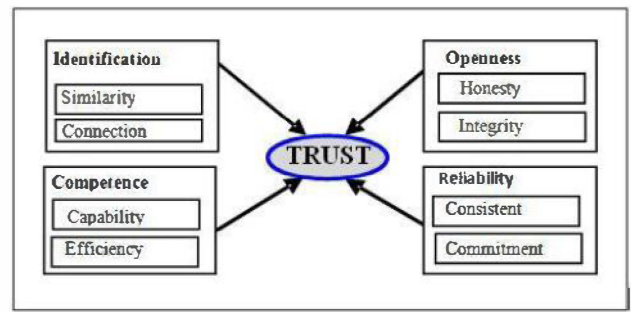 Identification
Similarity
Connection
Openness
Honesty
Integrity
TRUST
Competence
Capability
Efficiency
Reliability
Consistent
Commitment